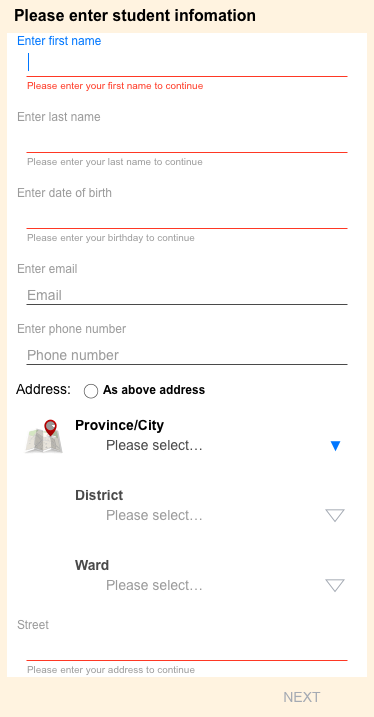 Please enter student infomation
Enter first name
Please enter your first name to continue
Enter last name
Please enter your last name to continue
Enter date of birth
Please enter your birthday to continue
Enter email
Email
Enter phone number
Phone number
Address: As above address
Province/City
Please select...
District
Please select...
Ward
Please select...
Street
Please enter your address to continue
NEXT